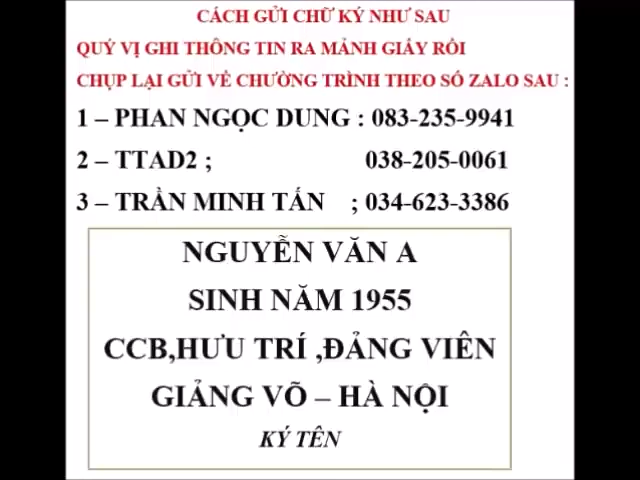 CÁCH GỬI CHỮ KÝ NHƯ SAU
QUÝ VỊ GHI THÔNG TIN RA MẢNH GIẤY RỒI
CHỤP LẠI GỬI VỀ CHƯỜNG TRÌNH THEO SỐ ZALO SAU :
1 – PHAN NGỌC DUNG : 083-235-9941
2 – TTAD2 ; 038-205-0061
3 – TRẦN MINH TẤN ; 034-623-3386
NGUYỄN VĂN A
SINH NĂM 1955
CCB,HƯU TRÍ ,ĐẢNG VIÊN
GIẢNG VÕ – HÀ NỘI
KÝ TÊN